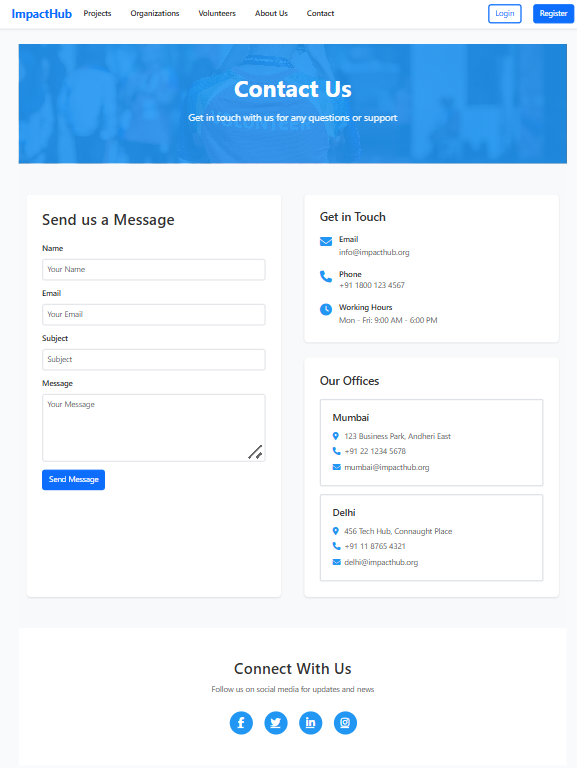 ImpactHub Projects Organizations Volunteers About Us Contact Login Register
Contact Us
Get in touch with us for any questions or support
Send us a Message
Name
Your Name
Email
Your Email
Subject
Subject
Message
Your Message
Send Message
Get in Touch
Email
info@impacthub.org
Phone
+91 1800 123 4567
Working Hours
Mon - Fri: 9:00 AM - 6:00 PM
Our Offices
Mumbai
123 Business Park, Andheri East
+91 22 1234 5678
mumbai@impacthub.org
Delhi
456 Tech Hub, Connaught Place
+91 11 8765 4321
delhi@impacthub.org
Connect With Us
Follow us on social media for updates and news